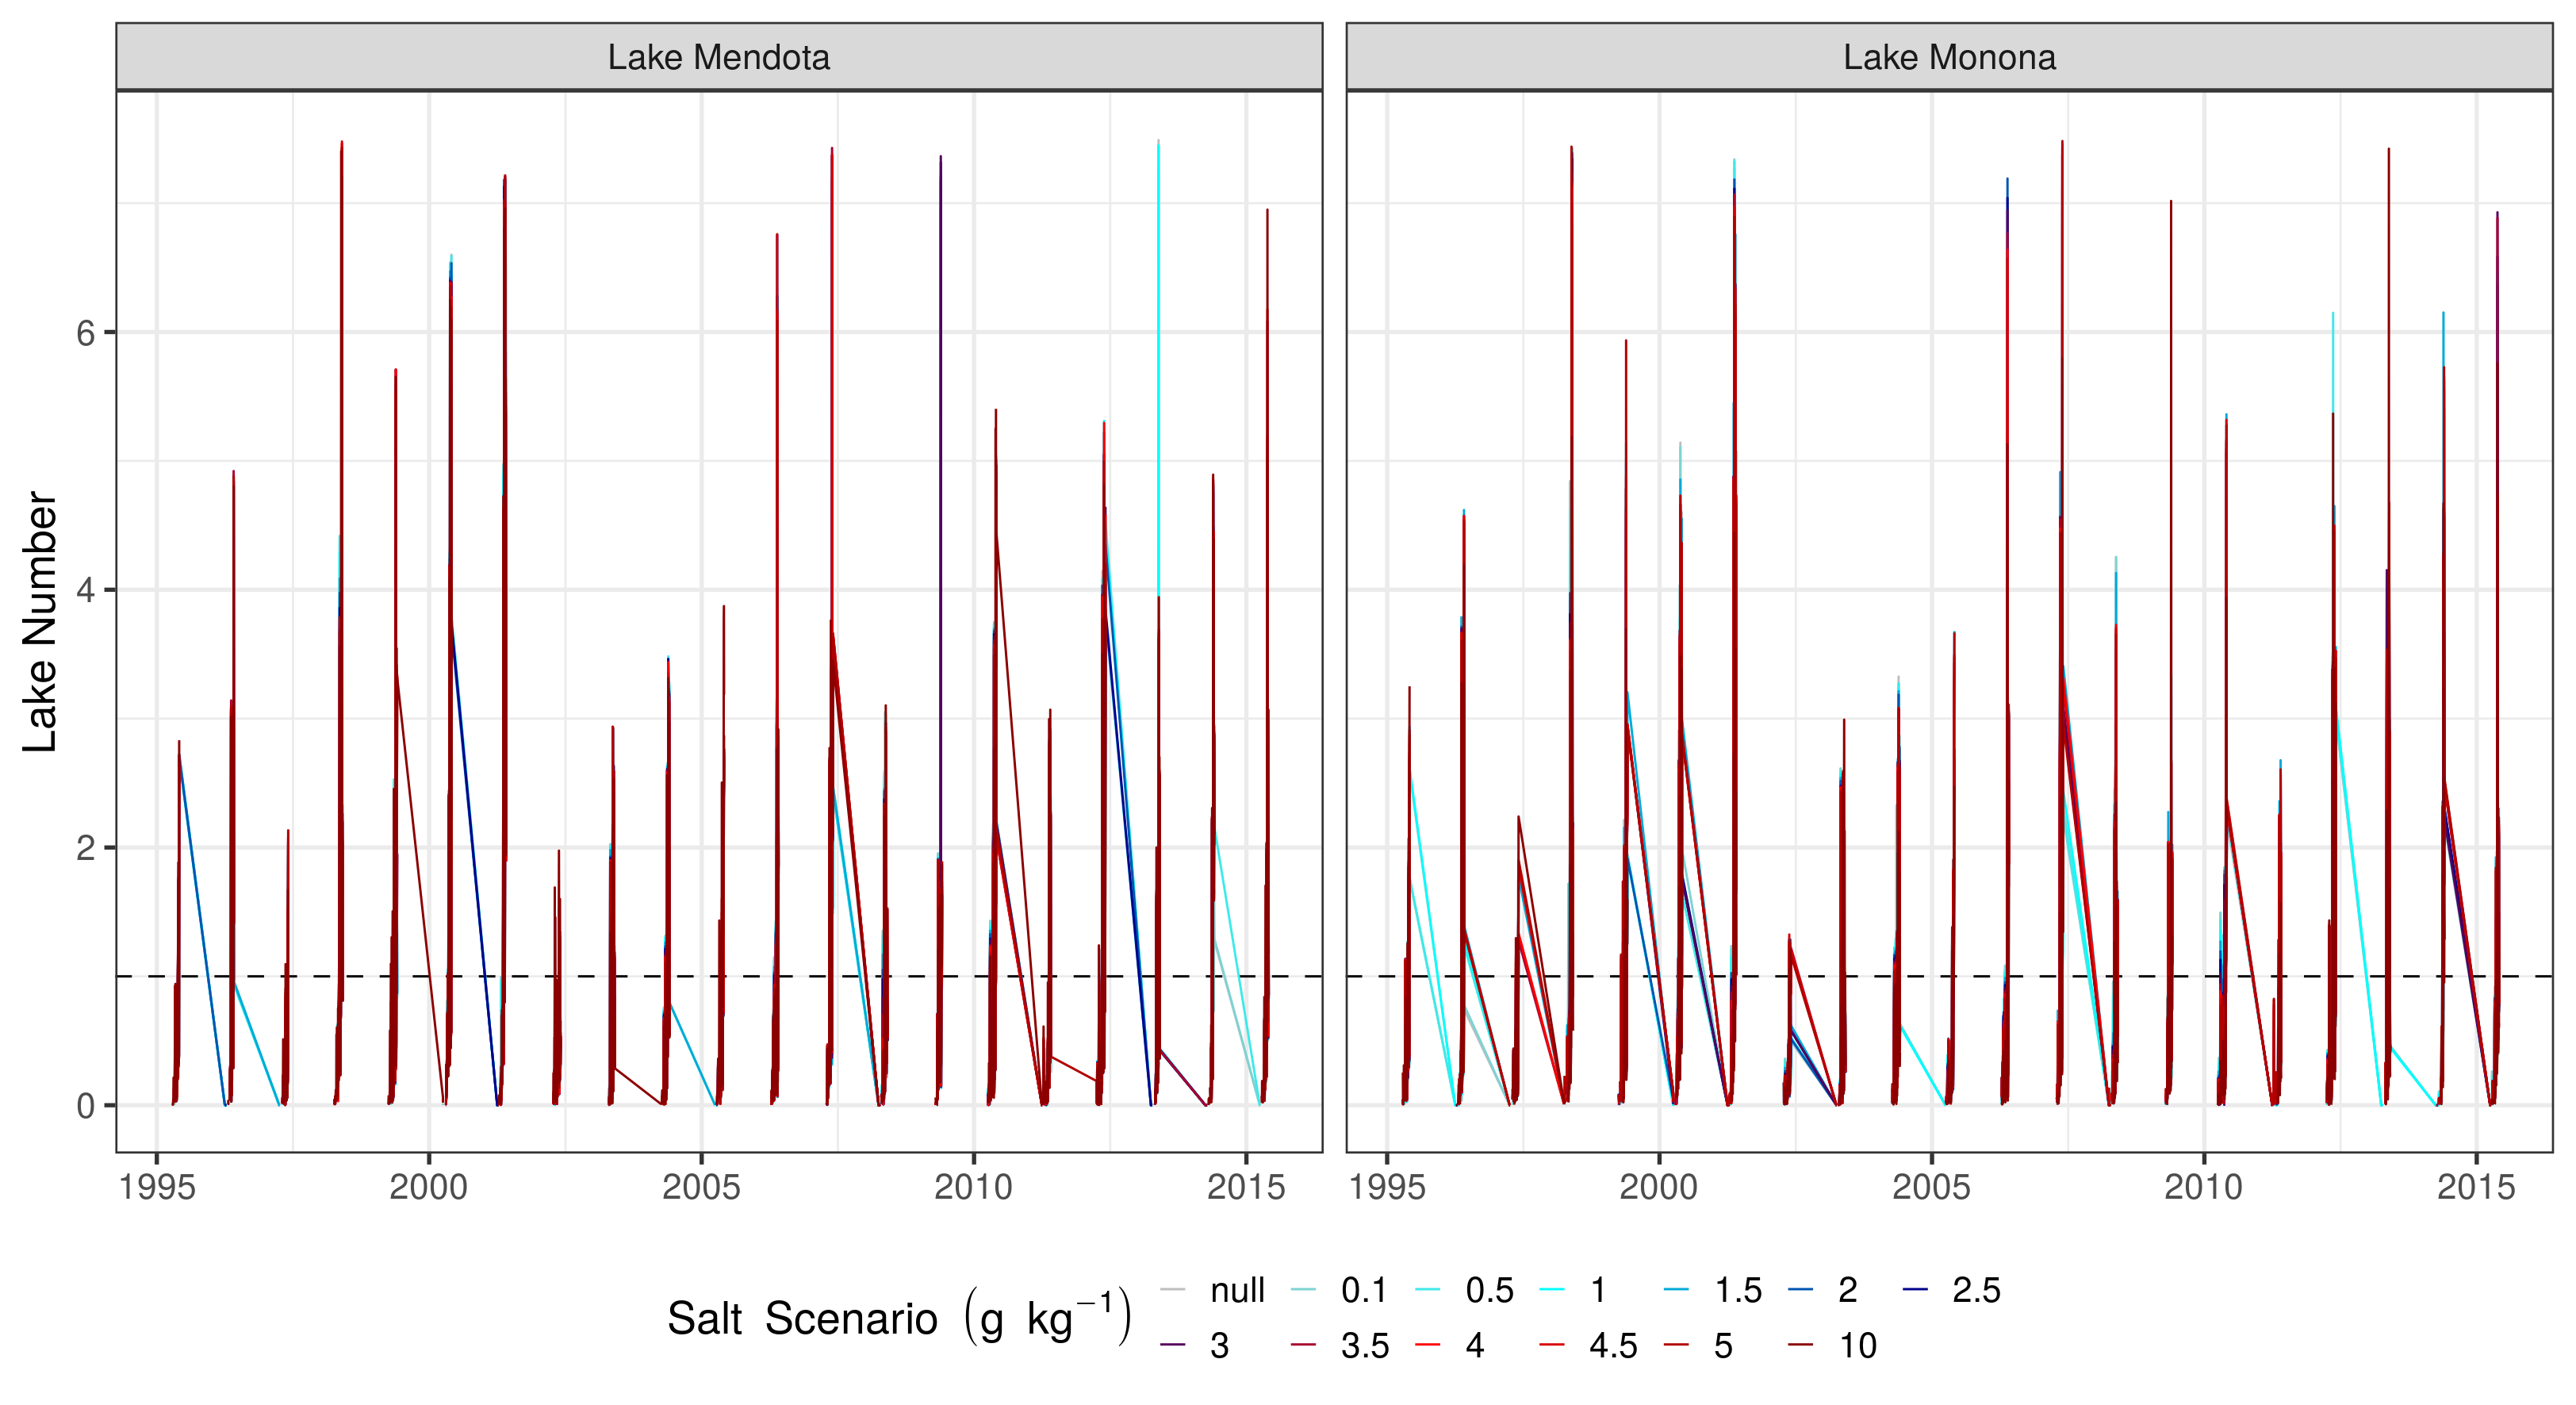 Lake Mendota
Lake Monona
Lake Number
6
4
2
0
1995 2000 2005 2010 2015
1995 2000 2005 2010 2015
Salt Scenario (g kg⁻¹)
null 0.1 0.5 1 1.5 2 2.5
3 3.5 4 4.5 5 10